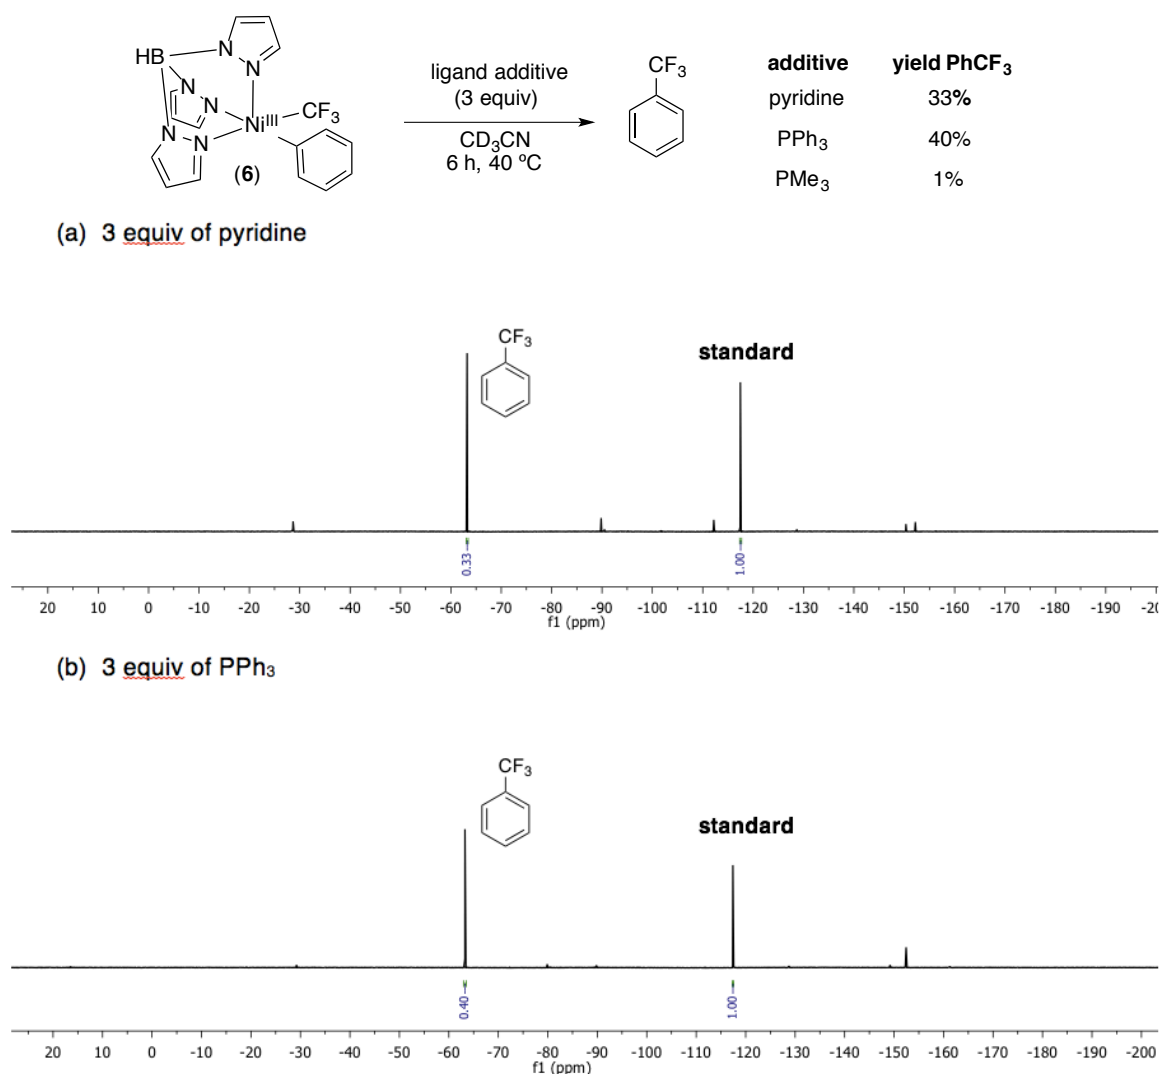 HB
N
N
N
N
N
N
Ni^III
CF₃
(6)
ligand additive
(3 equiv)
CD₃CN
6 h, 40 ºC
CF₃
additive yield PhCF₃
pyridine 33%
PPh₃ 40%
PMe₃ 1%
(a) 3 equiv of pyridine
CF₃
standard
0.33
1.00
20 10 0 -10 -20 -30 -40 -50 -60 -70 -80 -90 -100 -110 -120 -130 -140 -150 -160 -170 -180 -190 -20
f1 (ppm)
(b) 3 equiv of PPh₃
CF₃
standard
0.40
1.00
20 10 0 -10 -20 -30 -40 -50 -60 -70 -80 -90 -100 -110 -120 -130 -140 -150 -160 -170 -180 -190 -200
f1 (ppm)